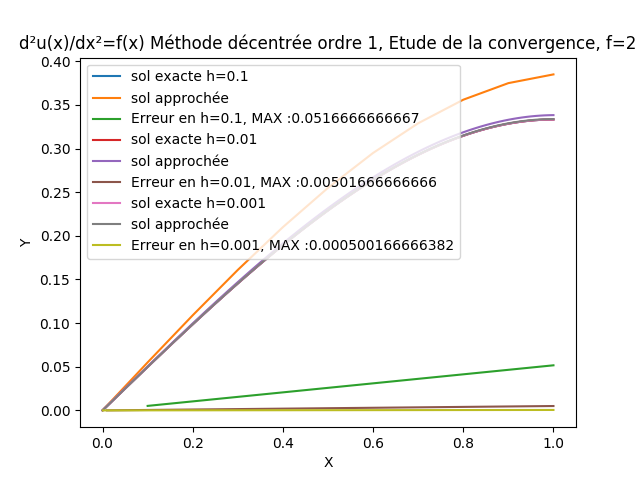 d²u(x)/dx²=f(x) Méthode décentrée ordre 1, Etude de la convergence, f=2
0.40
0.35
0.30
0.25
0.20
0.15
0.10
0.05
0.00
Y
sol exacte h=0.1
sol approchée
Erreur en h=0.1, MAX :0.0516666666667
sol exacte h=0.01
sol approchée
Erreur en h=0.01, MAX :0.00501666666666
sol exacte h=0.001
sol approchée
Erreur en h=0.001, MAX :0.000500166666382
0.0 0.2 0.4 0.6 0.8 1.0
X